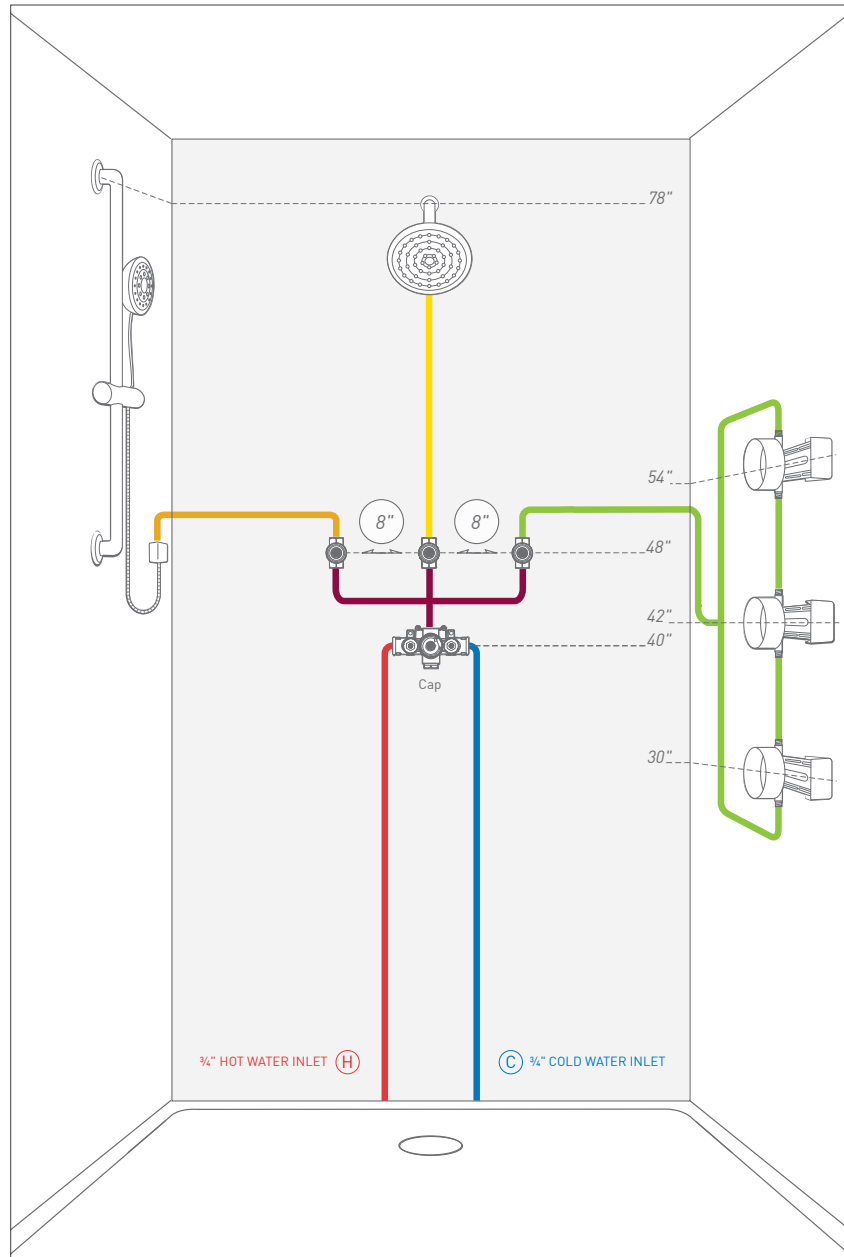 78"
54"
8"
8"
48"
42"
40"
Cap
30"
¾" HOT WATER INLET H
C ¾" COLD WATER INLET